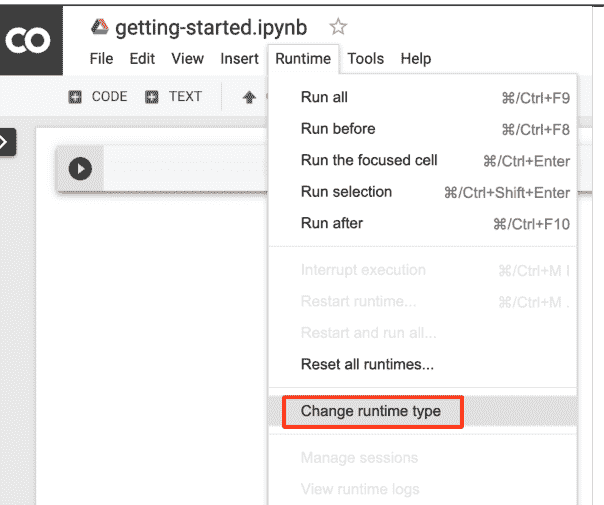 CO
getting-started.ipynb
File Edit View Insert Runtime Tools Help
CODE TEXT
Run all ⌘/Ctrl+F9
Run before ⌘/Ctrl+F8
Run the focused cell ⌘/Ctrl+Enter
Run selection ⌘/Ctrl+Shift+Enter
Run after ⌘/Ctrl+F10
Interrupt execution ⌘/Ctrl+M I
Restart runtime... ⌘/Ctrl+M .
Restart and run all...
Reset all runtimes...
Change runtime type
Manage sessions
View runtime logs